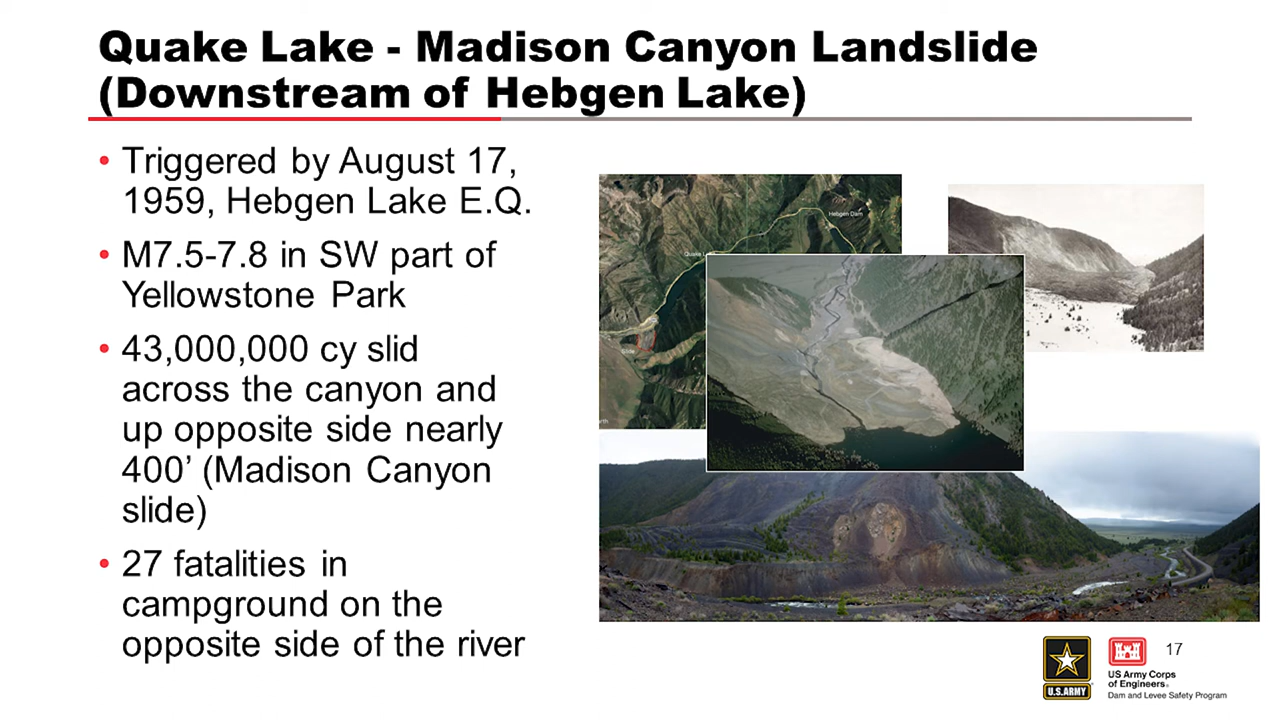 Quake Lake - Madison Canyon Landslide
(Downstream of Hebgen Lake)
• Triggered by August 17,
1959, Hebgen Lake E.Q.
• M7.5-7.8 in SW part of
Yellowstone Park
• 43,000,000 cy slid
across the canyon and
up opposite side nearly
400’ (Madison Canyon
slide)
• 27 fatalities in
campground on the
opposite side of the river
Hebgen Dam
Quake
Slide
U.S.ARMY
US Army Corps
of Engineers®
Dam and Levee Safety Program
17